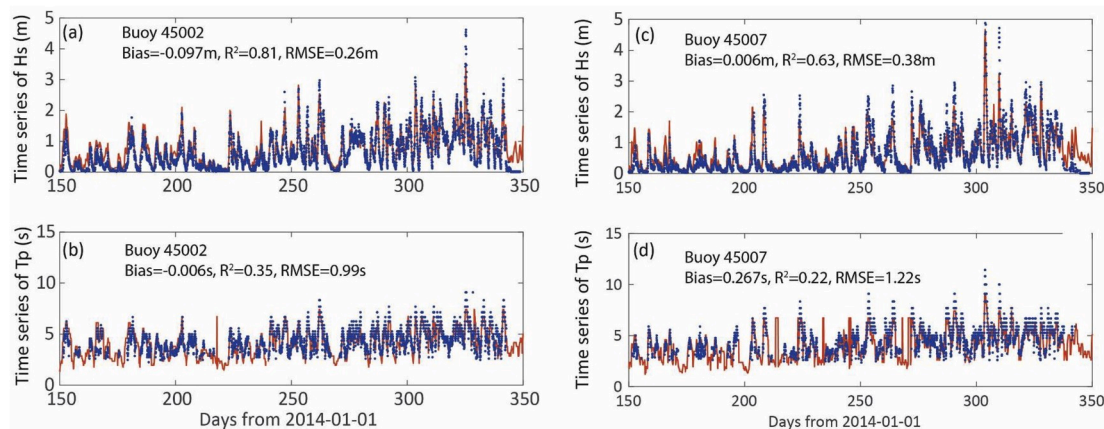 (a)
Buoy 45002
Bias=-0.097m, R²=0.81, RMSE=0.26m
Time series of Hs (m)
5
4
3
2
1
0
150 200 250 300 350
(c)
Buoy 45007
Bias=0.006m, R²=0.63, RMSE=0.38m
Time series of Hs (m)
5
4
3
2
1
0
150 200 250 300 350
(b)
Buoy 45002
Bias=-0.006s, R²=0.35, RMSE=0.99s
Time series of Tp (s)
15
10
5
0
150 200 250 300 350
Days from 2014-01-01
(d)
Buoy 45007
Bias=0.267s, R²=0.22, RMSE=1.22s
Time series of Tp (s)
15
10
5
0
150 200 250 300 350
Days from 2014-01-01